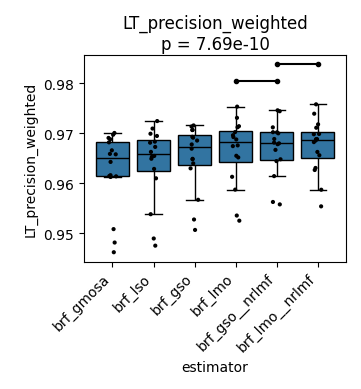 LT_precision_weighted
p = 7.69e-10
LT_precision_weighted
0.98
0.97
0.96
0.95
brf_gmosa
brf_lso
brf_gso
brf_lmo
brf_gso__nrlmf
brf_lmo__nrlmf
estimator